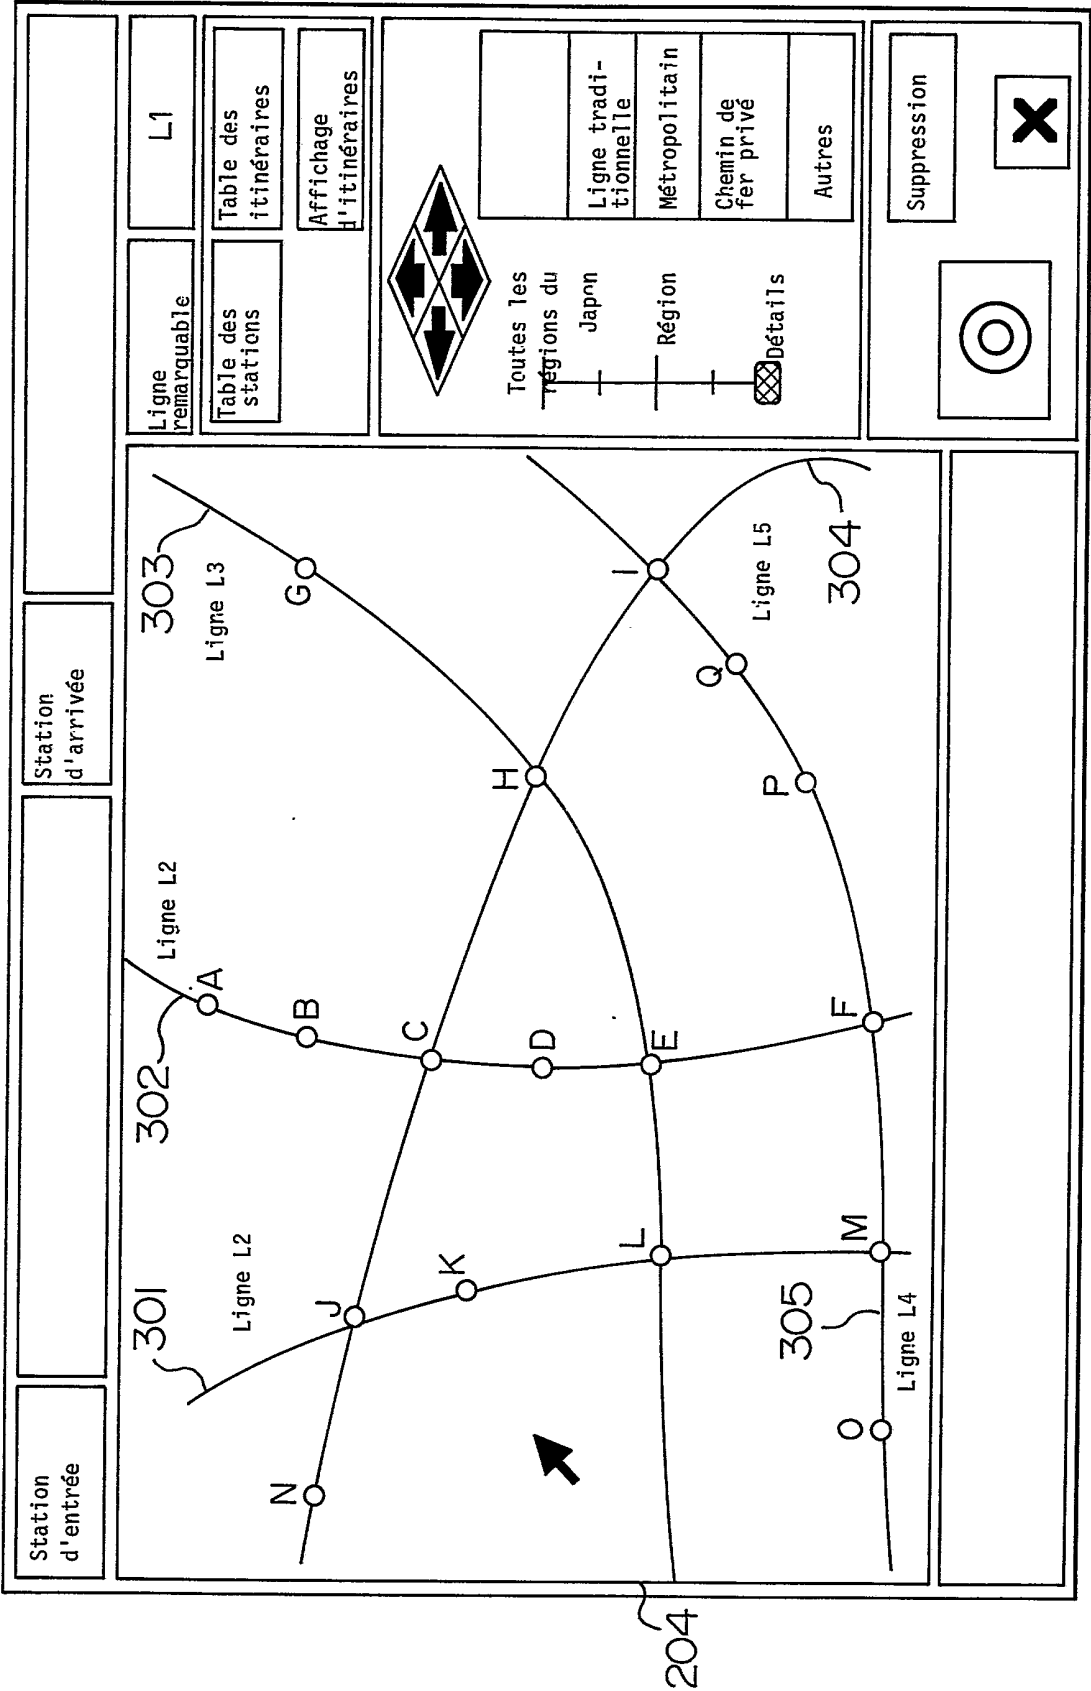 Station
d'entrée
Station
d'arrivée
301
Ligne L2
302
Ligne L2
303
Ligne L3
N
J
K
L
M
O
A
B
C
D
E
F
G
H
I
Q
P
305
Ligne L4
Ligne L5
304
204
Ligne
remarquable
L1
Table des
stations
Table des
itinéraires
Affichage
d'itinéraires
Toutes les
régions du
Japon
Région
Détails
Ligne tradi-
tionnelle
Métropolitain
Chemin de
fer privé
Autres
Suppression